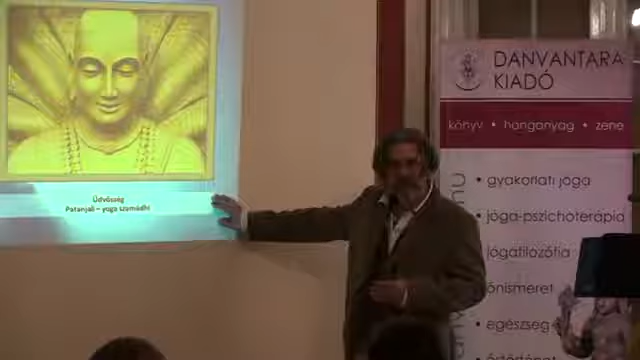 Üdvösség
Patanjali – yoga szamádhi
DANVANTARA
KIADÓ
könyv • hanganyag • zene
• gyakorlati jóga
• jóga-pszichoterápia
jógafilozófia
önismeret
• egészség